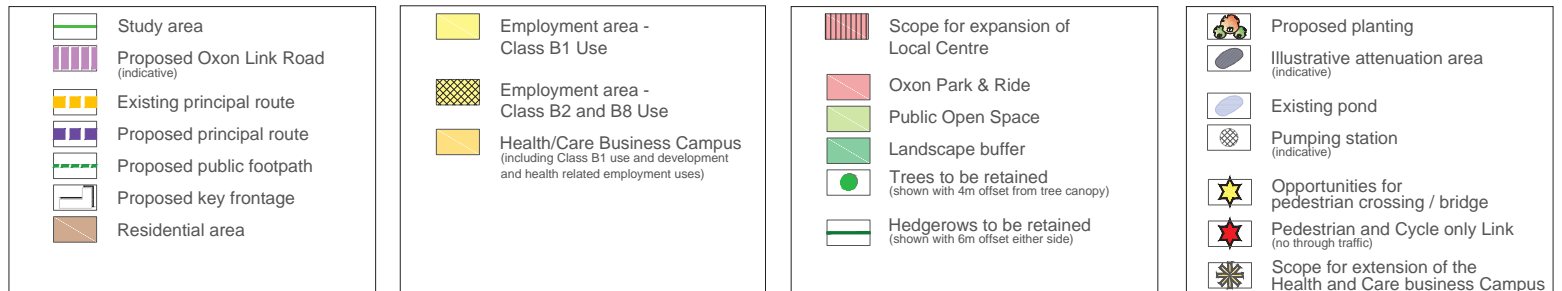 Study area
Proposed Oxon Link Road
(indicative)
Existing principal route
Proposed principal route
Proposed public footpath
Proposed key frontage
Residential area
Employment area -
Class B1 Use
Employment area -
Class B2 and B8 Use
Health/Care Business Campus
(including Class B1 use and development
and health related employment uses)
Scope for expansion of
Local Centre
Oxon Park & Ride
Public Open Space
Landscape buffer
Trees to be retained
(shown with 4m offset from tree canopy)
Hedgerows to be retained
(shown with 6m offset either side)
Proposed planting
Illustrative attenuation area
(indicative)
Existing pond
Pumping station
(indicative)
Opportunities for
pedestrian crossing / bridge
Pedestrian and Cycle only Link
(no through traffic)
Scope for extension of the
Health and Care business Campus